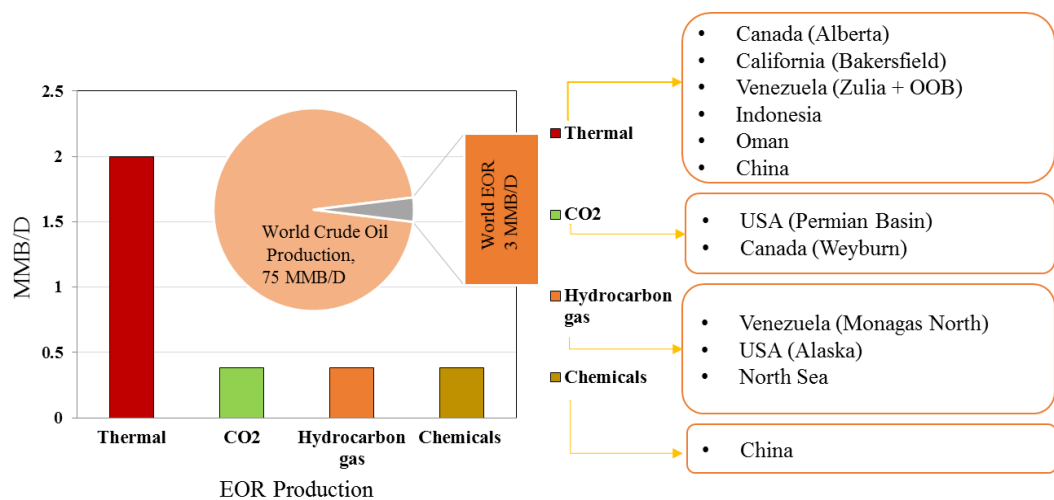 MMB/D
2.5
2
1.5
1
0.5
0
Thermal
CO2
Hydrocarbon
gas
Chemicals
EOR Production
World Crude Oil
Production,
75 MMB/D
World EOR
3 MMB/D
Thermal
CO2
Hydrocarbon
gas
Chemicals
• Canada (Alberta)
• California (Bakersfield)
• Venezuela (Zulia + OOB)
• Indonesia
• Oman
• China
• USA (Permian Basin)
• Canada (Weyburn)
• Venezuela (Monagas North)
• USA (Alaska)
• North Sea
• China